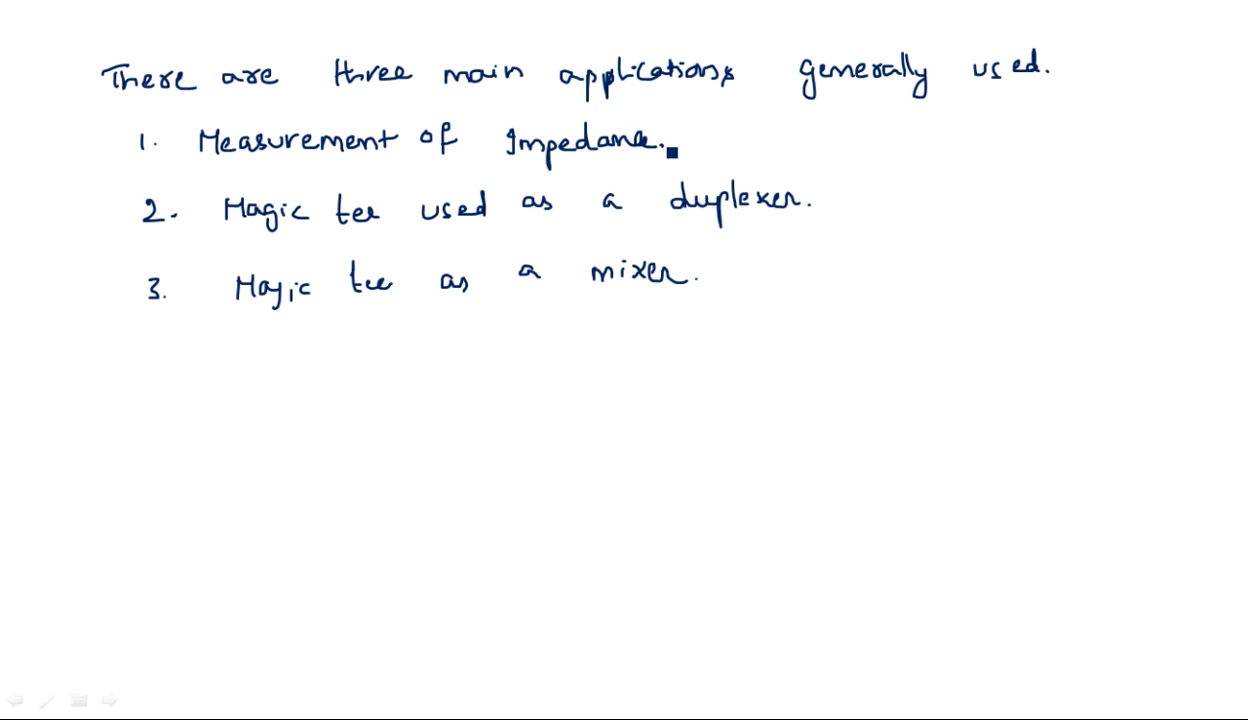 There are three main applications generally used.
1. Measurement of Impedance.
2. Magic tee used as a duplexer.
3. Magic tee as a mixer.